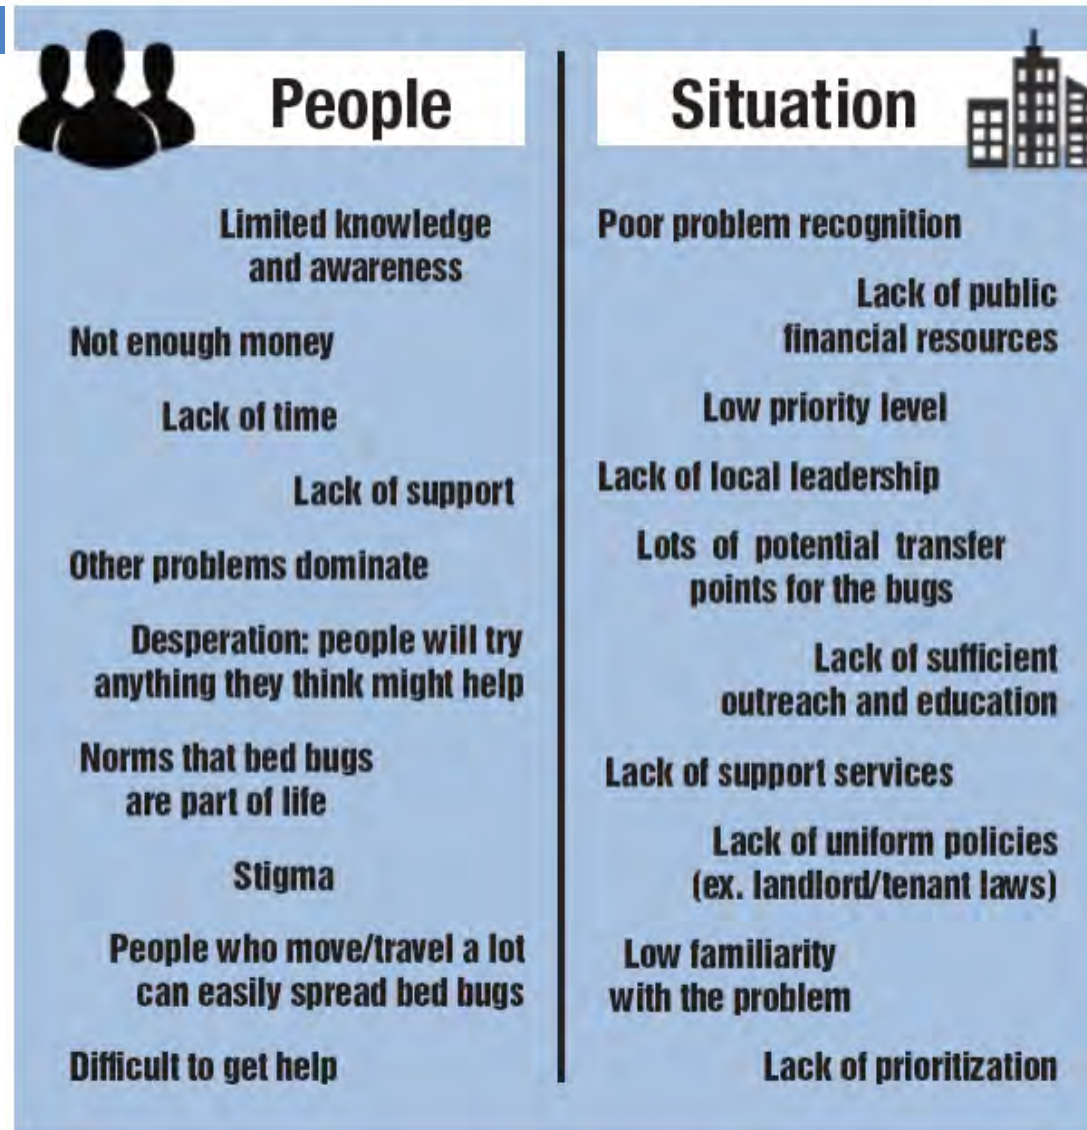 People
Limited knowledge
and awareness
Not enough money
Lack of time
Lack of support
Other problems dominate
Desperation: people will try
anything they think might help
Norms that bed bugs
are part of life
Stigma
People who move/travel a lot
can easily spread bed bugs
Difficult to get help
Situation
Poor problem recognition
Lack of public
financial resources
Low priority level
Lack of local leadership
Lots of potential transfer
points for the bugs
Lack of sufficient
outreach and education
Lack of support services
Lack of uniform policies
(ex. landlord/tenant laws)
Low familiarity
with the problem
Lack of prioritization